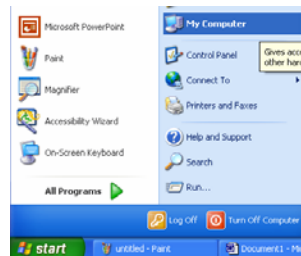 Microsoft PowerPoint
Paint
Magnifier
Accessibility Wizard
On-Screen Keyboard
All Programs
My Computer
Control Panel
Connect To
Printers and Faxes
Help and Support
Search
Run...
Gives acc
other har
Log Off
Turn Off Computer
start
untitled - Paint
Document1 - Mi